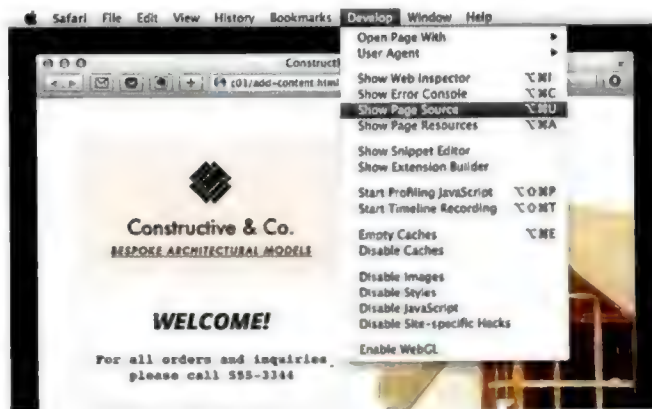 Safari File Edit View History Bookmarks Develop Window Help
Construct
c01/add-content.html
Open Page With
User Agent
Show Web Inspector ⌥⌘I
Show Error Console ⌥⌘C
Show Page Source ⌥⌘U
Show Page Resources ⌥⌘A
Show Snippet Editor
Show Extension Builder
Start Profiling JavaScript ⌥⇧⌘P
Start Timeline Recording ⌥⇧⌘T
Empty Caches ⌥⌘E
Disable Caches
Disable Images
Disable Styles
Disable JavaScript
Disable Site-specific Hacks
Enable WebGL
Constructive & Co.
BESPOKE ARCHITECTURAL MODELS
WELCOME!
For all orders and inquiries
please call 555-3344